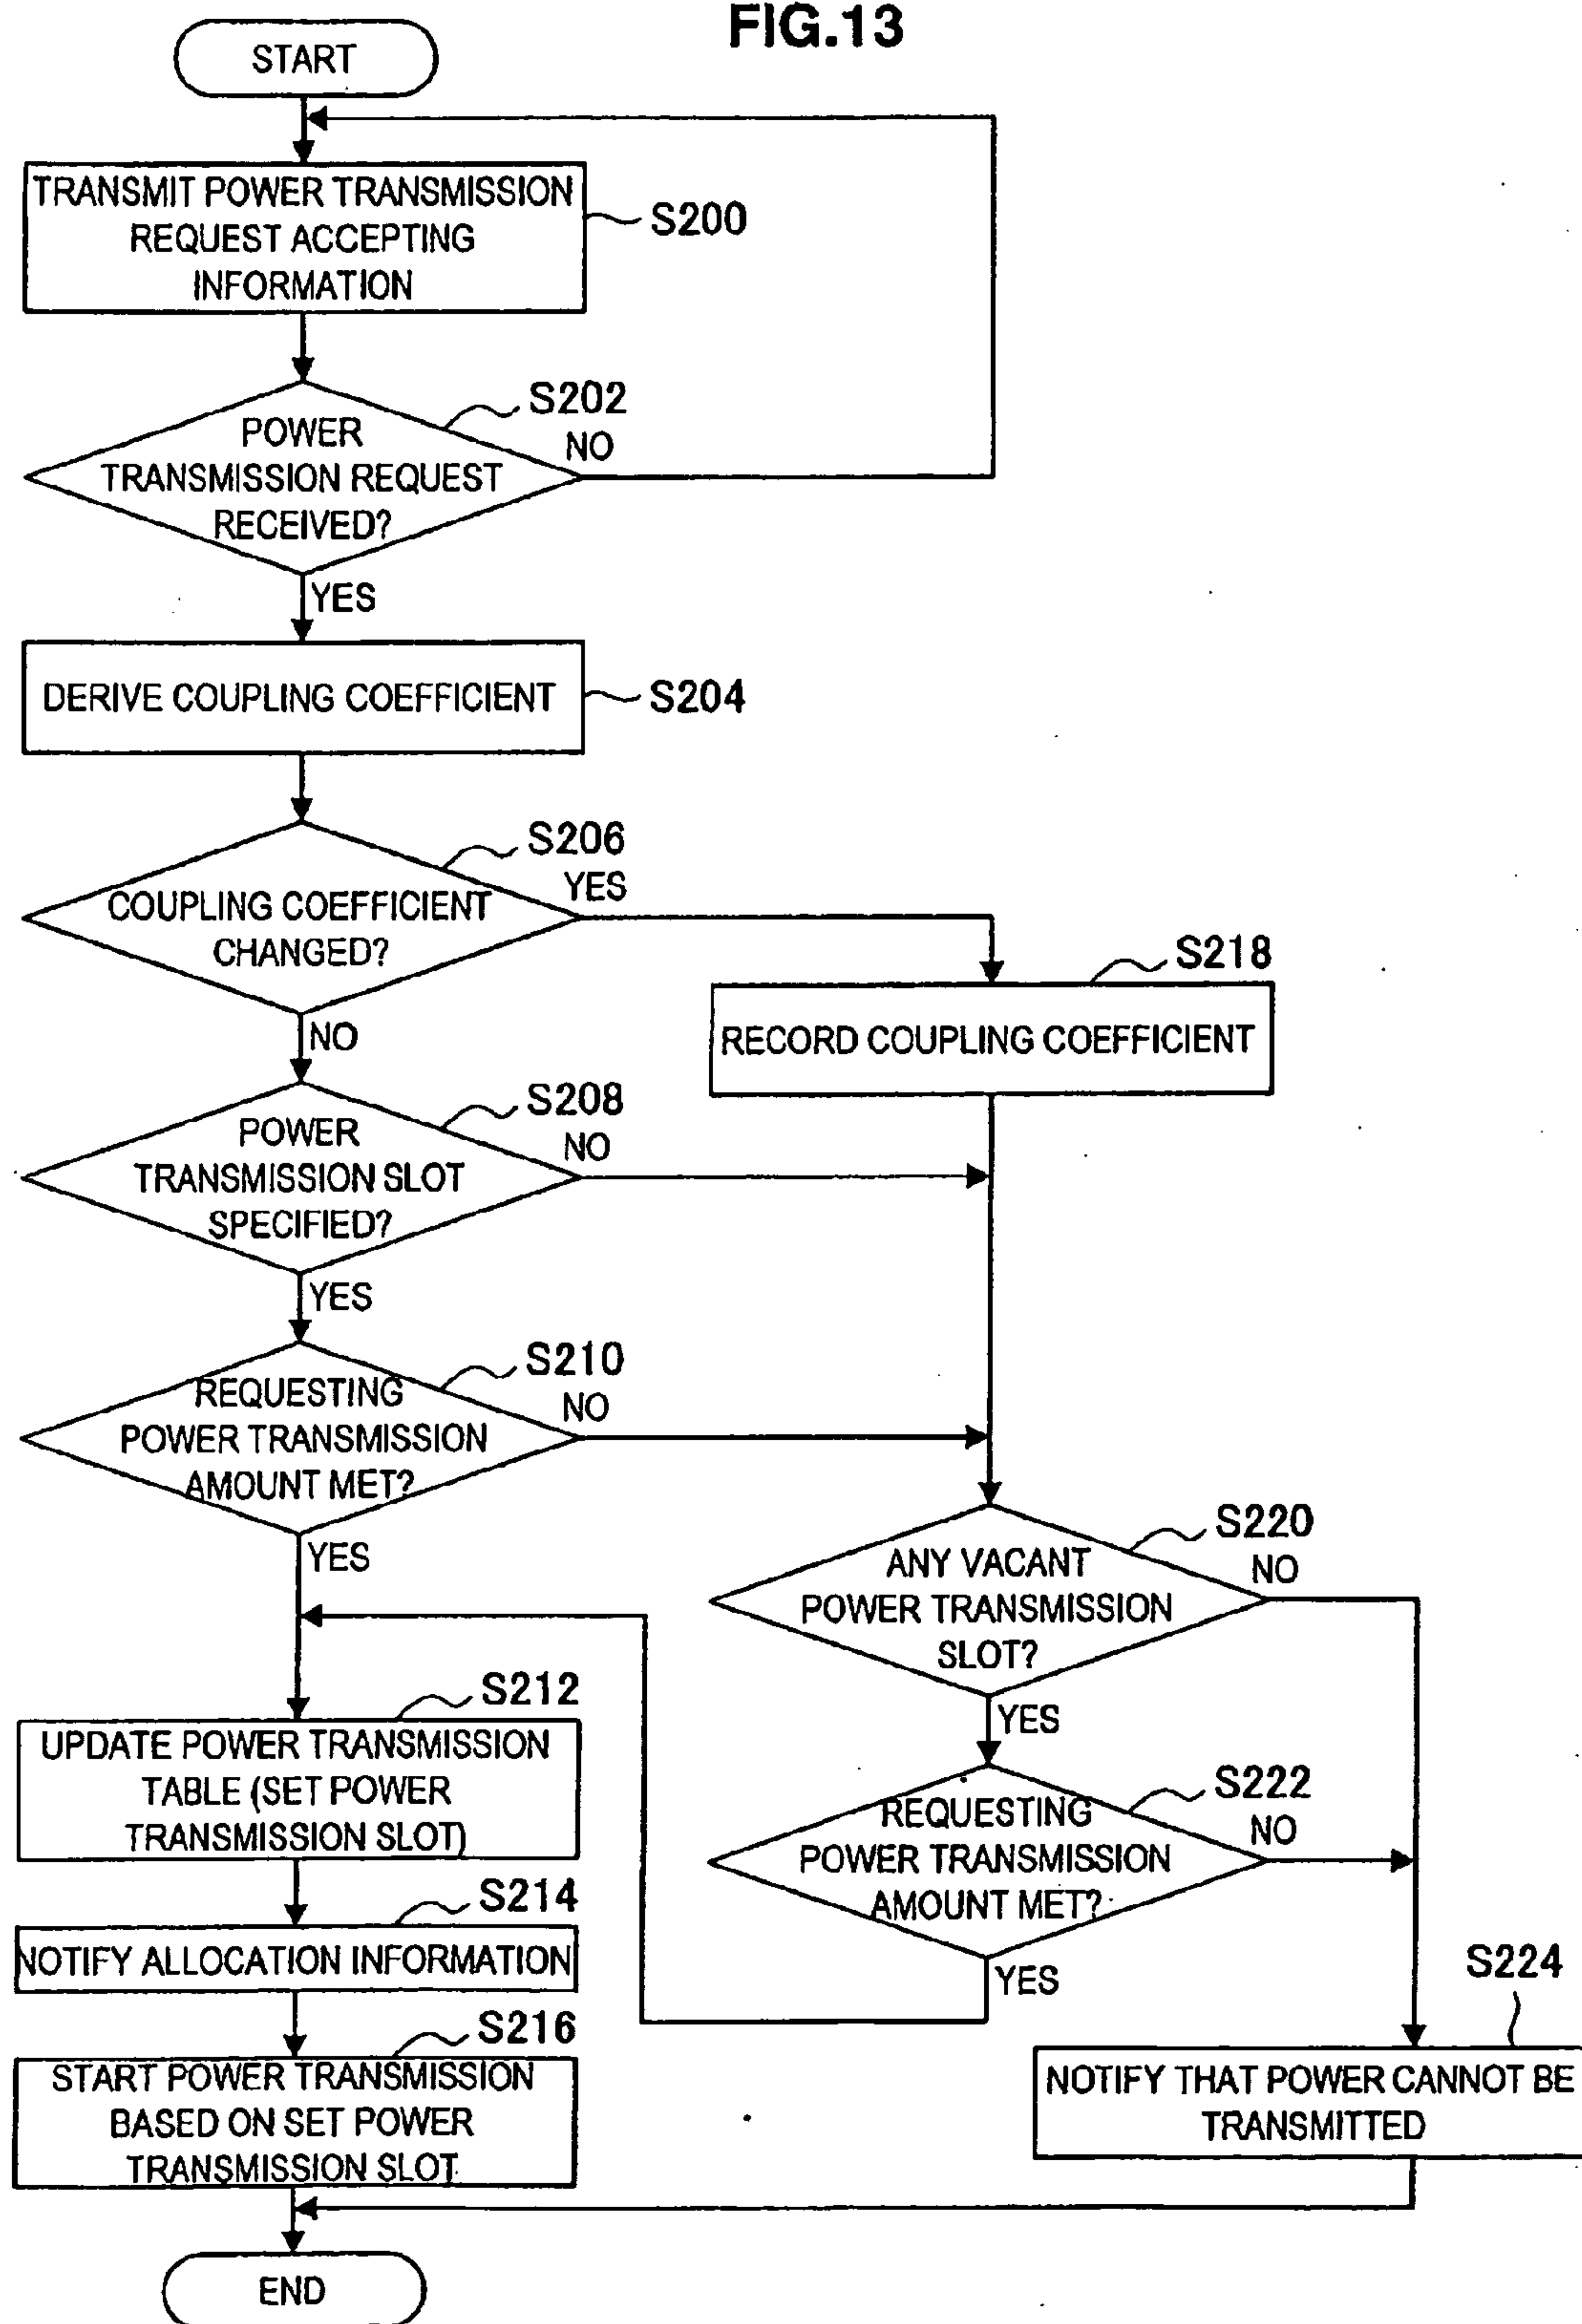 FIG.13
START
TRANSMIT POWER TRANSMISSION
REQUEST ACCEPTING
INFORMATION
S200
S202
POWER
TRANSMISSION REQUEST
RECEIVED?
NO
YES
DERIVE COUPLING COEFFICIENT
S204
S206
COUPLING COEFFICIENT
CHANGED?
YES
NO
S218
RECORD COUPLING COEFFICIENT
S208
POWER
TRANSMISSION SLOT
SPECIFIED?
NO
YES
S210
REQUESTING
POWER TRANSMISSION
AMOUNT MET?
NO
YES
S220
ANY VACANT
POWER TRANSMISSION
SLOT?
NO
YES
S212
UPDATE POWER TRANSMISSION
TABLE (SET POWER
TRANSMISSION SLOT)
S222
REQUESTING
POWER TRANSMISSION
AMOUNT MET?
NO
YES
S214
NOTIFY ALLOCATION INFORMATION
S224
NOTIFY THAT POWER CANNOT BE
TRANSMITTED
S216
START POWER TRANSMISSION
BASED ON SET POWER
TRANSMISSION SLOT
END